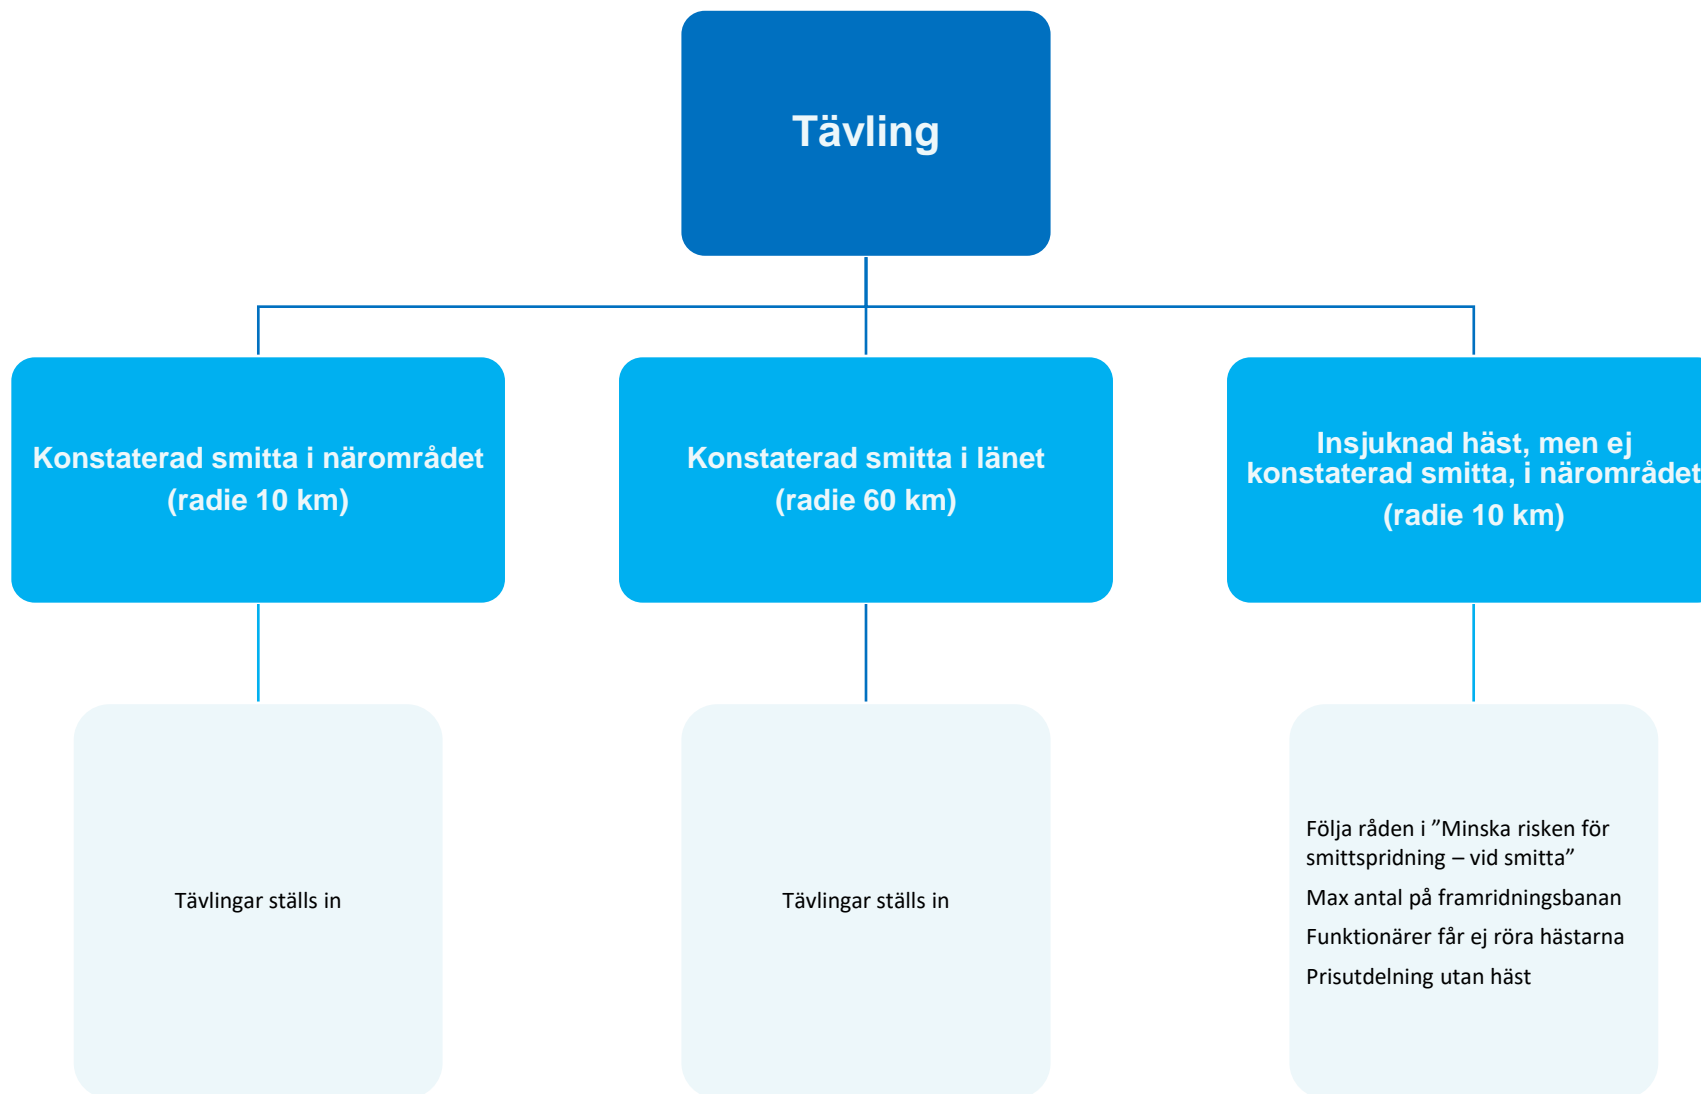 Tävling
Konstaterad smitta i närområdet
(radie 10 km)
Konstaterad smitta i länet
(radie 60 km)
Insjuknad häst, men ej
konstaterad smitta, i närområdet
(radie 10 km)
Tävlingar ställs in
Tävlingar ställs in
Följa råden i ”Minska risken för
smittspridning – vid smitta”
Max antal på framridningsbanan
Funktionärer får ej röra hästarna
Prisutdelning utan häst